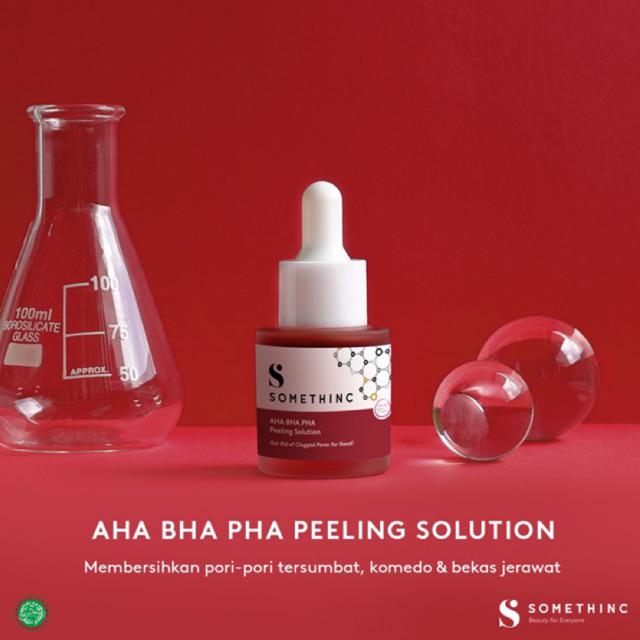 100
100ml
BOROSILICATE
GLASS
75
APPROX.
50
SOMETHINC
AHA BHA PHA
Peeling Solution
Get Rid of Clogged Pores for Good!
AHA BHA PHA PEELING SOLUTION
Membersihkan pori-pori tersumbat, komedo & bekas jerawat
SOMETHINC
Beauty for Everyone